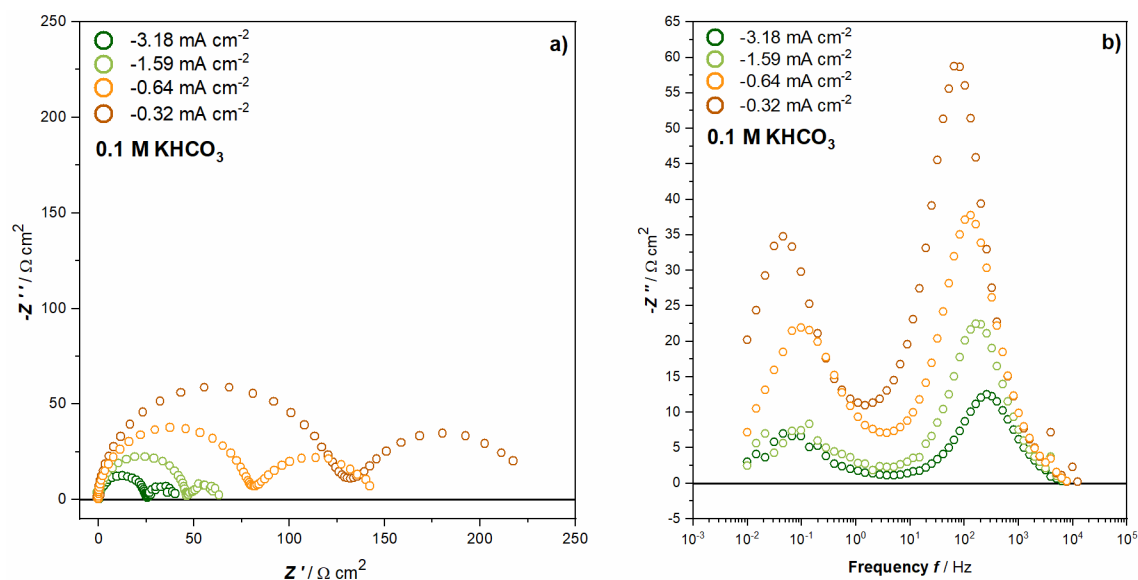 250
200
150
100
50
0
-Z '' / Ω cm²
-3.18 mA cm⁻²
-1.59 mA cm⁻²
-0.64 mA cm⁻²
-0.32 mA cm⁻²
0.1 M KHCO₃
a)
0 50 100 150 200 250
Z ' / Ω cm²
65
60
55
50
45
40
35
30
25
20
15
10
5
0
-5
-Z'' / Ω cm²
-3.18 mA cm⁻²
-1.59 mA cm⁻²
-0.64 mA cm⁻²
-0.32 mA cm⁻²
0.1 M KHCO₃
b)
10⁻³ 10⁻² 10⁻¹ 10⁰ 10¹ 10² 10³ 10⁴ 10⁵
Frequency f / Hz